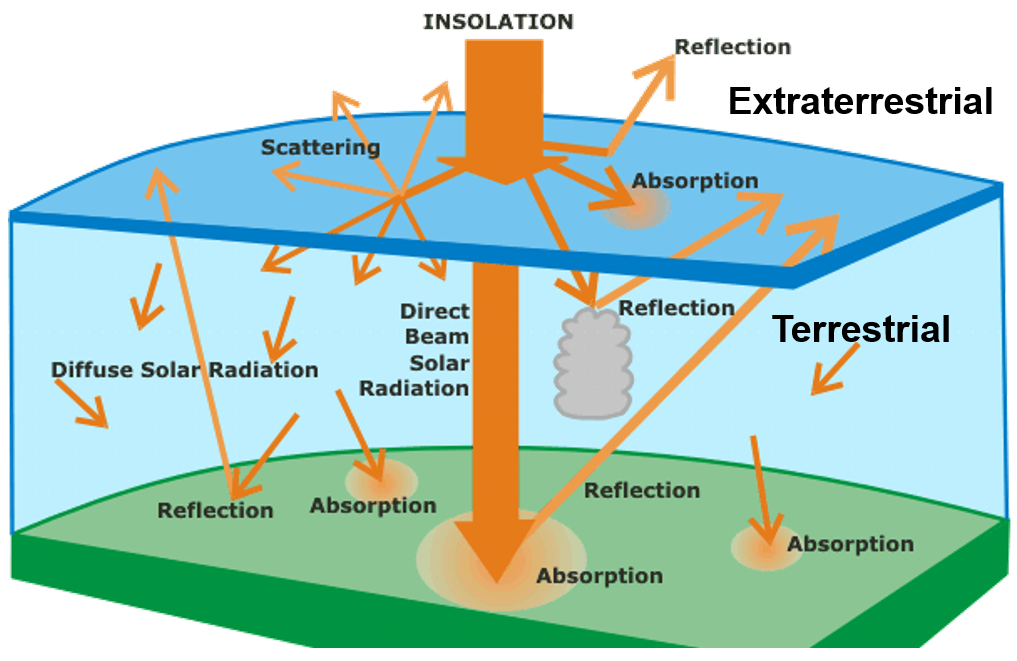 INSOLATION
Reflection
Extraterrestrial
Scattering
Absorption
Direct
Beam
Solar
Radiation
Reflection
Terrestrial
Diffuse Solar Radiation
Reflection
Absorption
Reflection
Absorption
Absorption